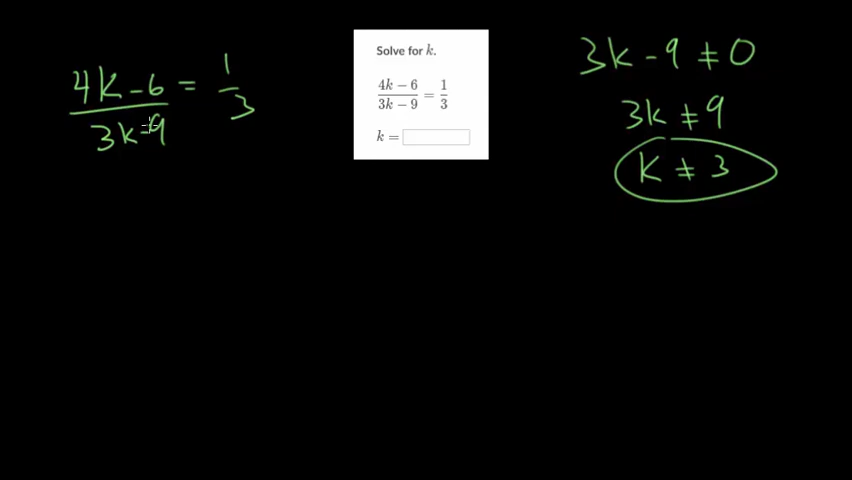 4k - 6 = 1
3k - 9 3
Solve for k.
4k − 6 = 1
3k − 9 3
k =
3k - 9 ≠ 0
3k ≠ 9
k ≠ 3